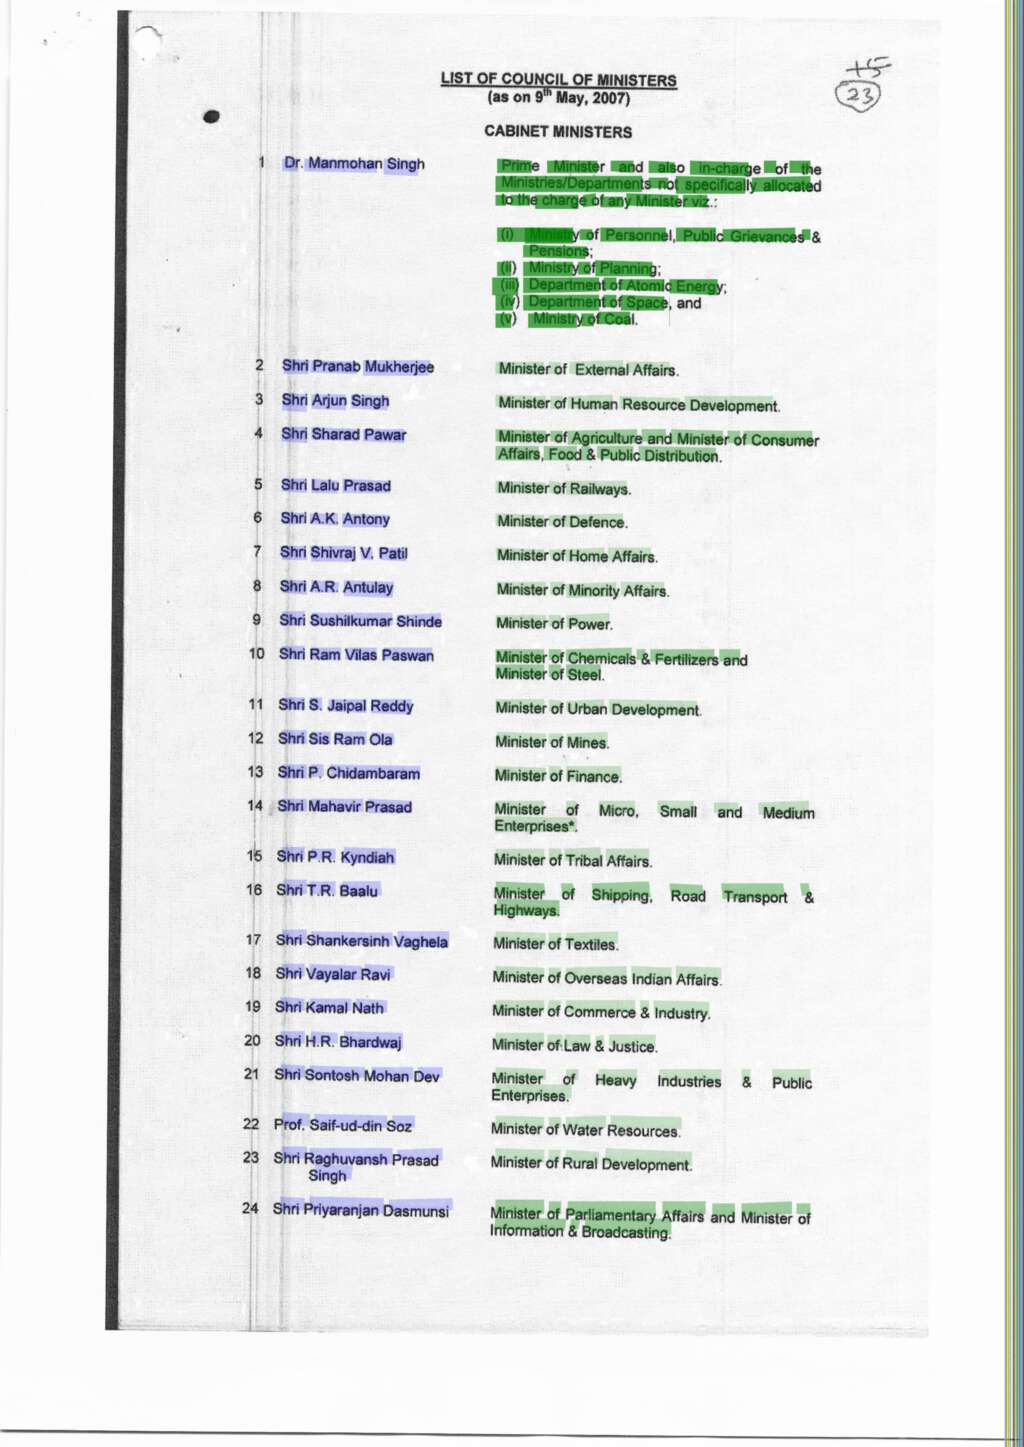 +5
23
LIST OF COUNCIL OF MINISTERS
(as on 9th May, 2007)
CABINET MINISTERS
1 Dr. Manmohan Singh Prime Minister and also in-charge of the
Ministries/Departments not specifically allocated
to the charge of any Minister viz.:
(i) Ministry of Personnel, Public Grievances &
Pensions;
(ii) Ministry of Planning;
(iii) Department of Atomic Energy;
(iv) Department of Space, and
(v) Ministry of Coal.
2 Shri Pranab Mukherjee Minister of External Affairs.
3 Shri Arjun Singh Minister of Human Resource Development.
4 Shri Sharad Pawar Minister of Agriculture and Minister of Consumer
Affairs, Food & Public Distribution.
5 Shri Lalu Prasad Minister of Railways.
6 Shri A.K. Antony Minister of Defence.
7 Shri Shivraj V. Patil Minister of Home Affairs.
8 Shri A.R. Antulay Minister of Minority Affairs.
9 Shri Sushilkumar Shinde Minister of Power.
10 Shri Ram Vilas Paswan Minister of Chemicals & Fertilizers and
Minister of Steel.
11 Shri S. Jaipal Reddy Minister of Urban Development.
12 Shri Sis Ram Ola Minister of Mines.
13 Shri P. Chidambaram Minister of Finance.
14 Shri Mahavir Prasad Minister of Micro, Small and Medium
Enterprises*.
15 Shri P.R. Kyndiah Minister of Tribal Affairs.
16 Shri T.R. Baalu Minister of Shipping, Road Transport &
Highways.
17 Shri Shankersinh Vaghela Minister of Textiles.
18 Shri Vayalar Ravi Minister of Overseas Indian Affairs.
19 Shri Kamal Nath Minister of Commerce & Industry.
20 Shri H.R. Bhardwaj Minister of Law & Justice.
21 Shri Sontosh Mohan Dev Minister of Heavy Industries & Public
Enterprises.
22 Prof. Saif-ud-din Soz Minister of Water Resources.
23 Shri Raghuvansh Prasad Minister of Rural Development.
Singh
24 Shri Priyaranjan Dasmunsi Minister of Parliamentary Affairs and Minister of
Information & Broadcasting.